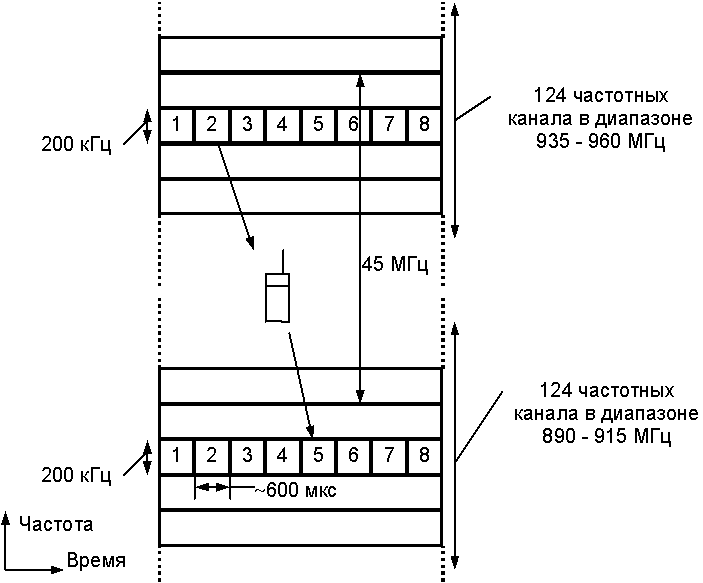 124 частотных
канала в диапазоне
935 - 960 МГц
200 кГц
1 2 3 4 5 6 7 8
45 МГц
124 частотных
канала в диапазоне
890 - 915 МГц
1 2 3 4 5 6 7 8
200 кГц
~600 мкс
Частота
Время